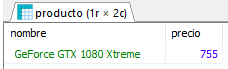 producto (1r × 2c)
nombre precio
GeForce GTX 1080 Xtreme 755